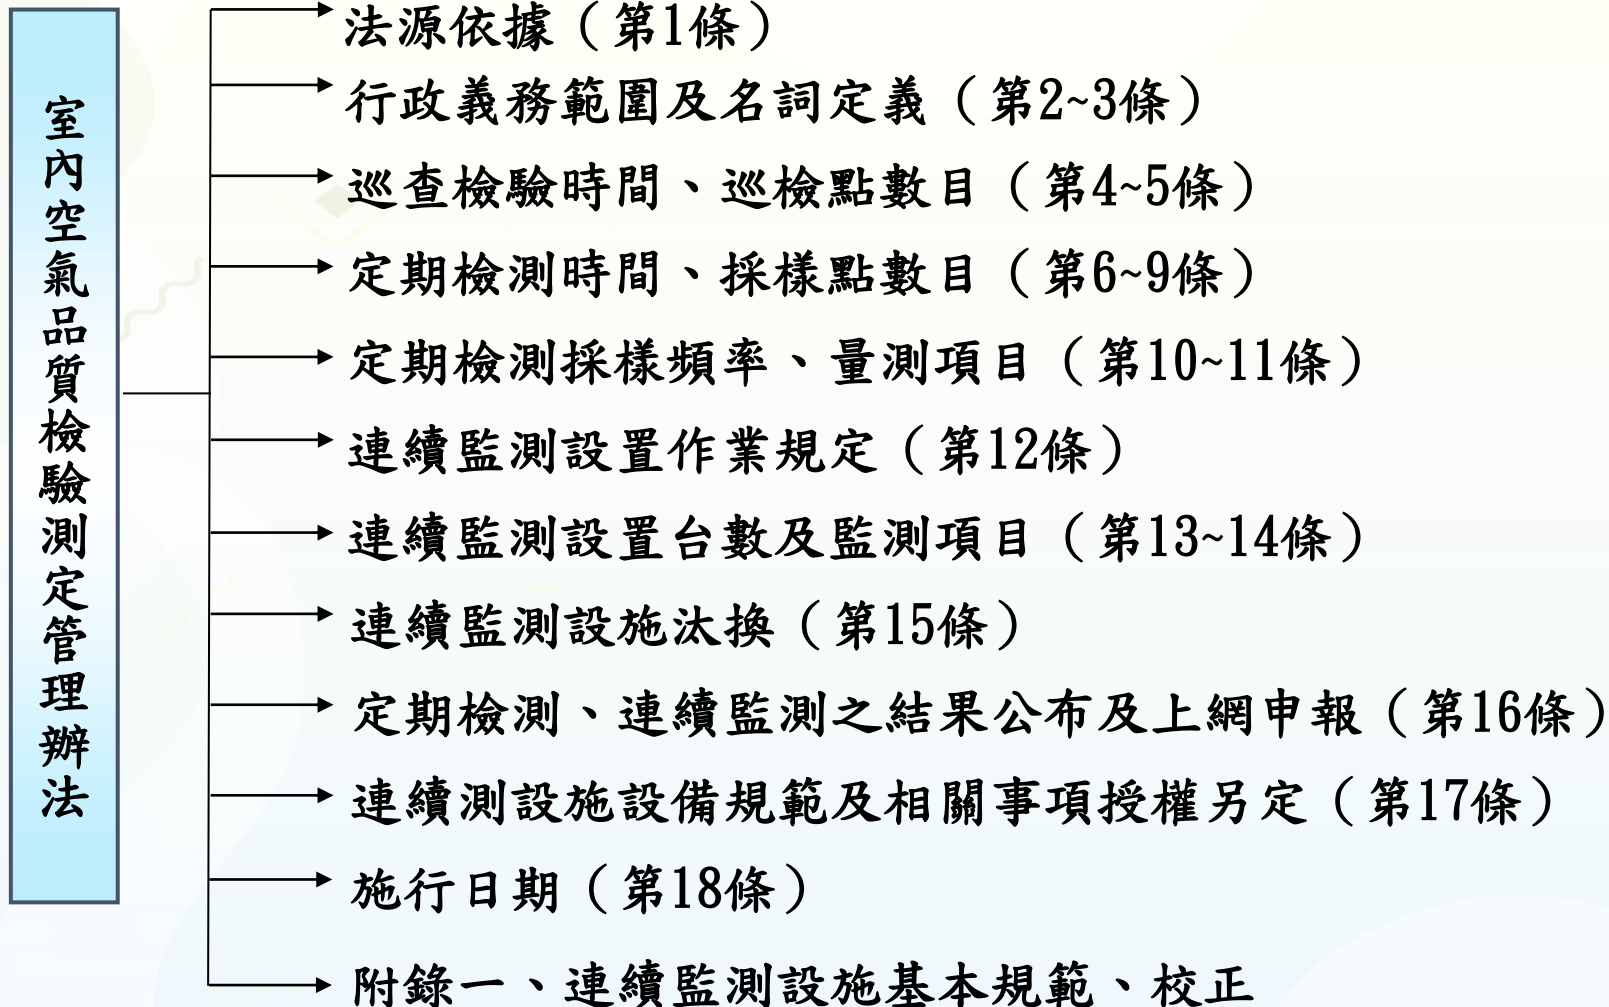 室內空氣品質檢驗測定管理辦法
法源依據（第1條）
行政義務範圍及名詞定義（第2~3條）
巡查檢驗時間、巡檢點數目（第4~5條）
定期檢測時間、採樣點數目（第6~9條）
定期檢測採樣頻率、量測項目（第10~11條）
連續監測設置作業規定（第12條）
連續監測設置台數及監測項目（第13~14條）
連續監測設施汰換（第15條）
定期檢測、連續監測之結果公布及上網申報（第16條）
連續測設施設備規範及相關事項授權另定（第17條）
施行日期（第18條）
附錄一、連續監測設施基本規範、校正